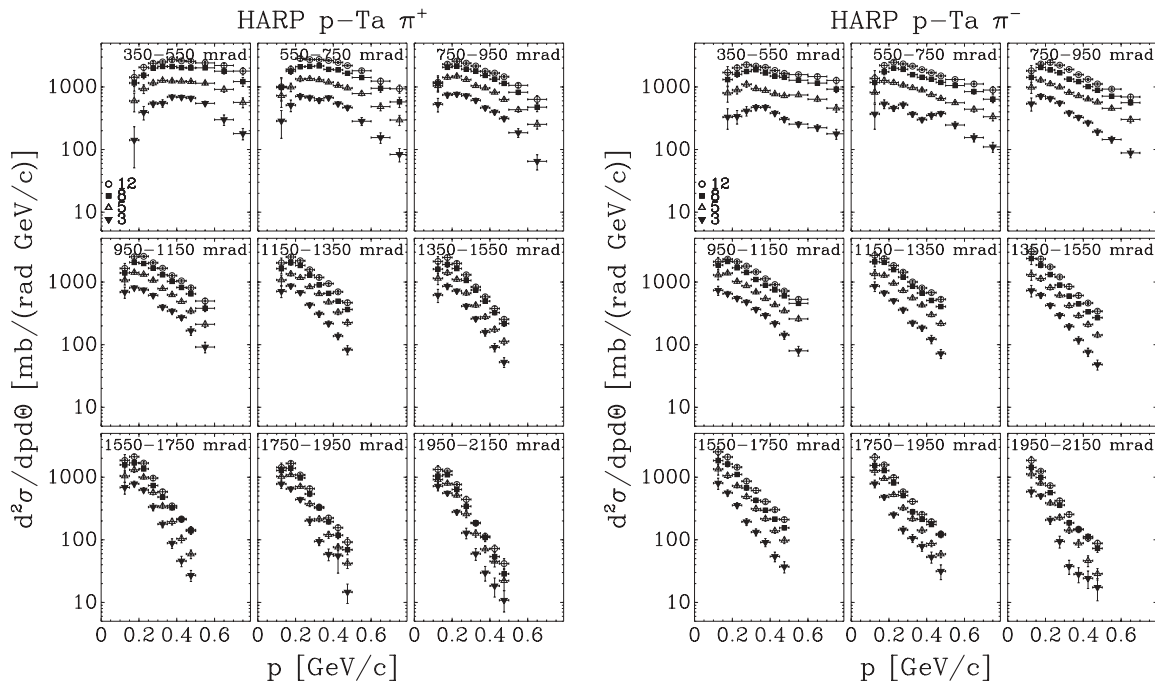 HARP p-Ta π⁺
350-550 mrad
550-750 mrad
750-950 mrad
1000
100
10
12
8
5
3
950-1150 mrad
1150-1350 mrad
1350-1550 mrad
1000
100
10
1550-1750 mrad
1750-1950 mrad
1950-2150 mrad
1000
100
10
0 0.2 0.4 0.6 0 0.2 0.4 0.6 0 0.2 0.4 0.6
d²σ/dpdΘ [mb/(rad GeV/c)]
p [GeV/c]
HARP p-Ta π⁻
350-550 mrad
550-750 mrad
750-950 mrad
1000
100
10
12
8
5
3
950-1150 mrad
1150-1350 mrad
1350-1550 mrad
1000
100
10
1550-1750 mrad
1750-1950 mrad
1950-2150 mrad
1000
100
10
0 0.2 0.4 0.6 0 0.2 0.4 0.6 0 0.2 0.4 0.6
d²σ/dpdΘ [mb/(rad GeV/c)]
p [GeV/c]